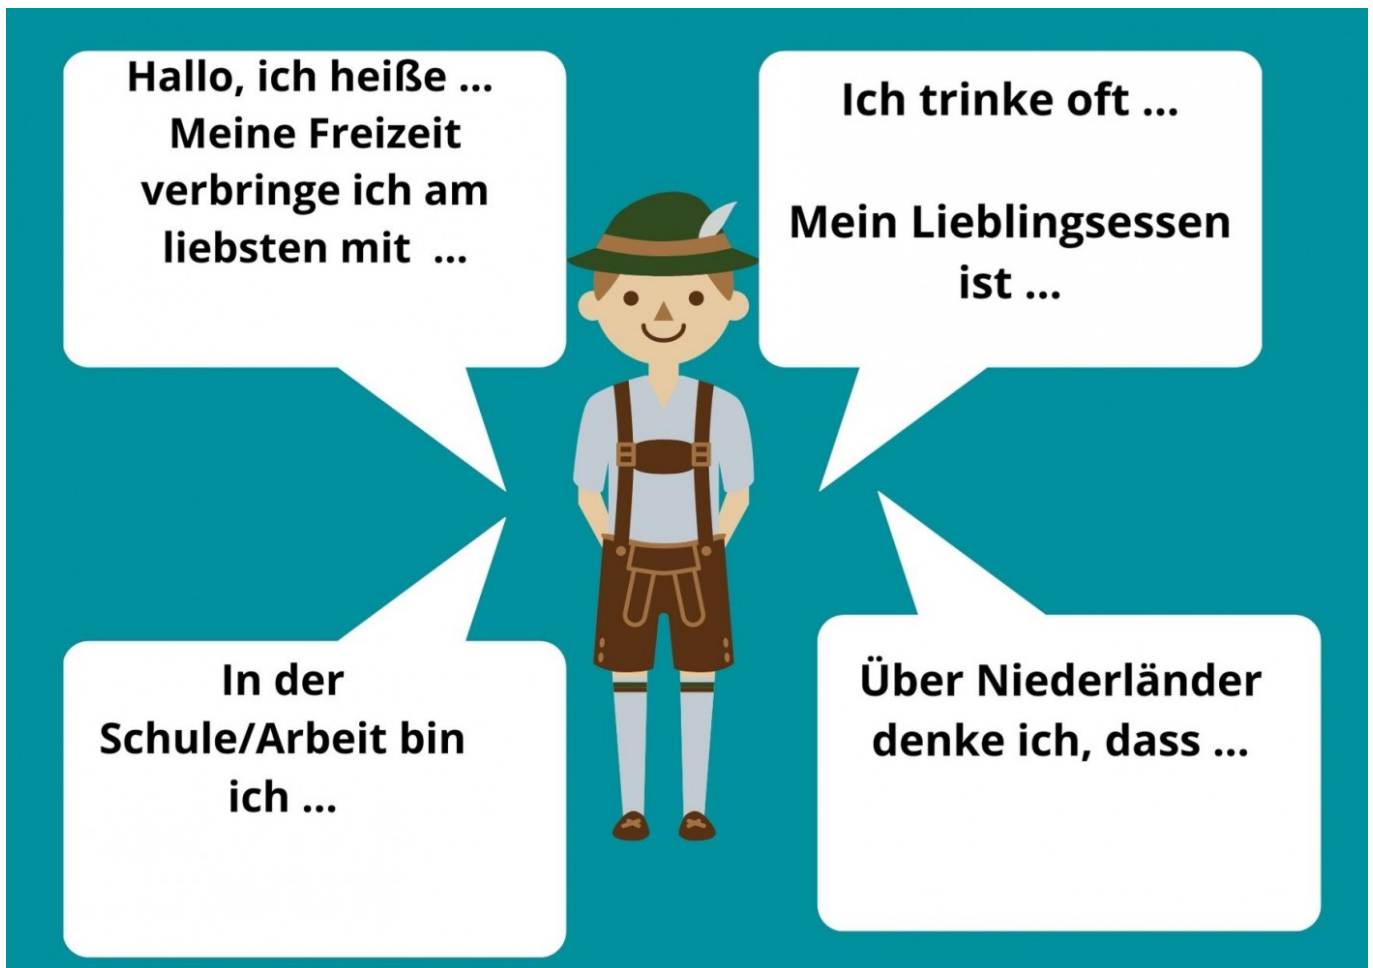 Hallo, ich heiße ...
Meine Freizeit
verbringe ich am
liebsten mit ...
Ich trinke oft ...
Mein Lieblingsessen
ist ...
In der
Schule/Arbeit bin
ich ...
Über Niederländer
denke ich, dass ...